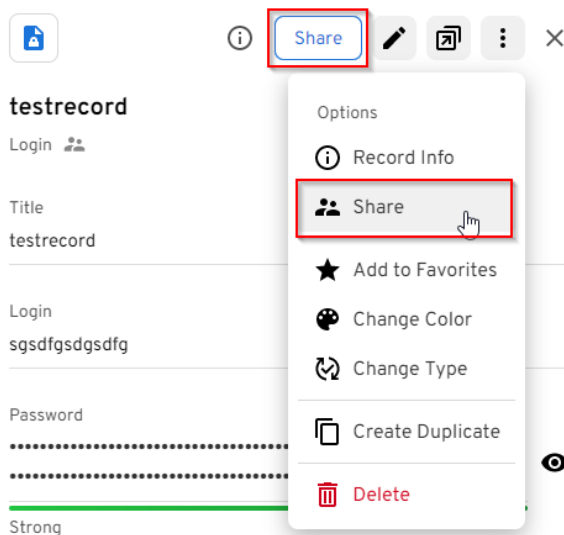 Share
testrecord
Login
Title
testrecord
Login
sgsdfgsdgsdfg
Password
Strong
Options
Record Info
Share
Add to Favorites
Change Color
Change Type
Create Duplicate
Delete